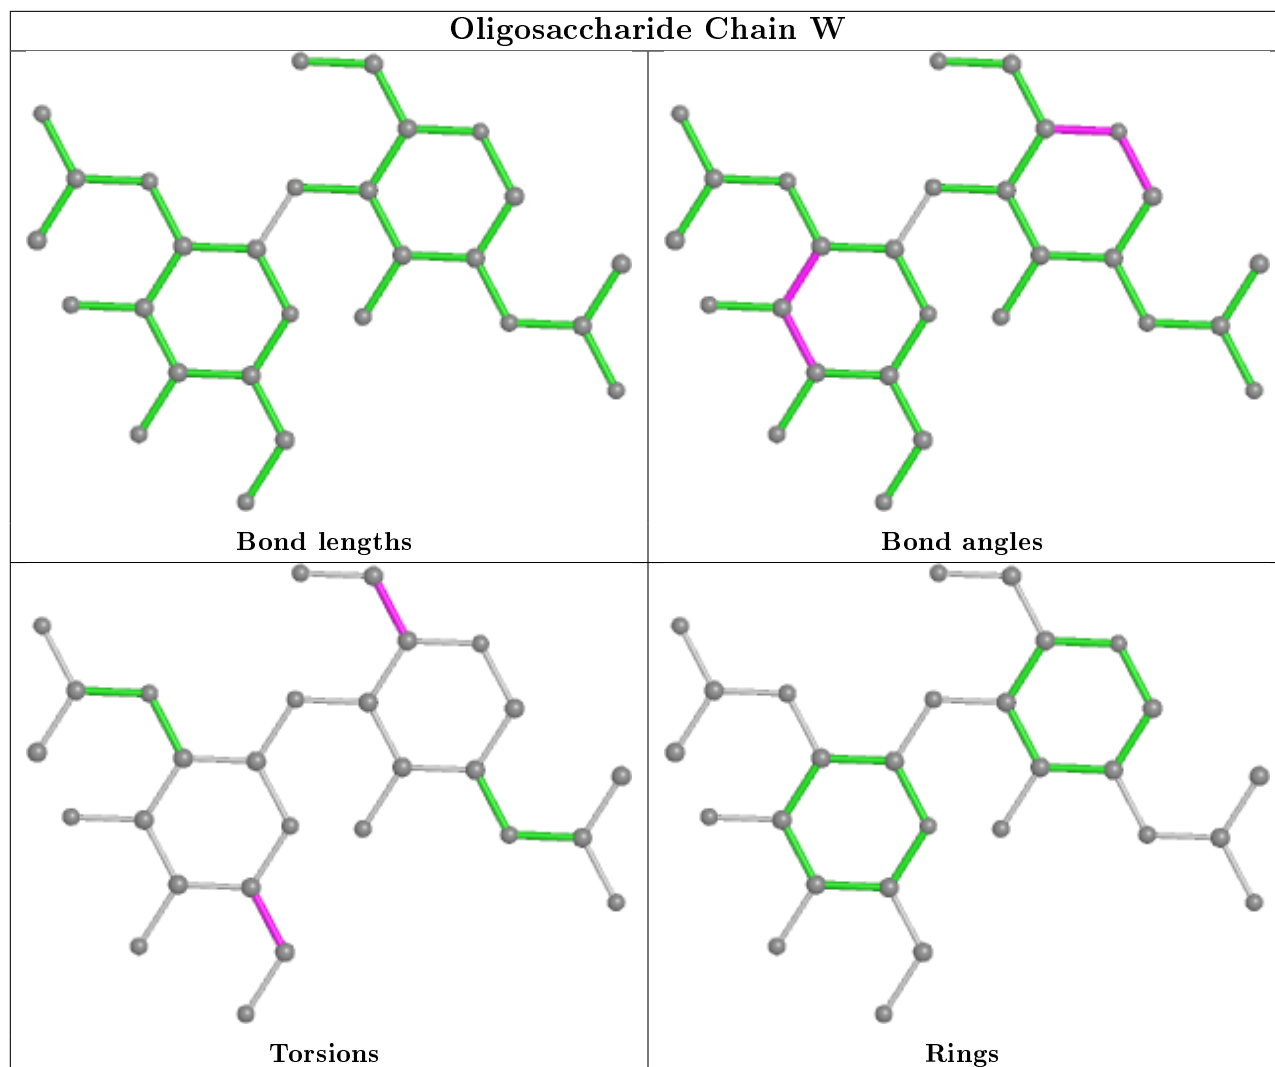 Oligosaccharide Chain W
Bond lengths
Bond angles
Torsions
Rings